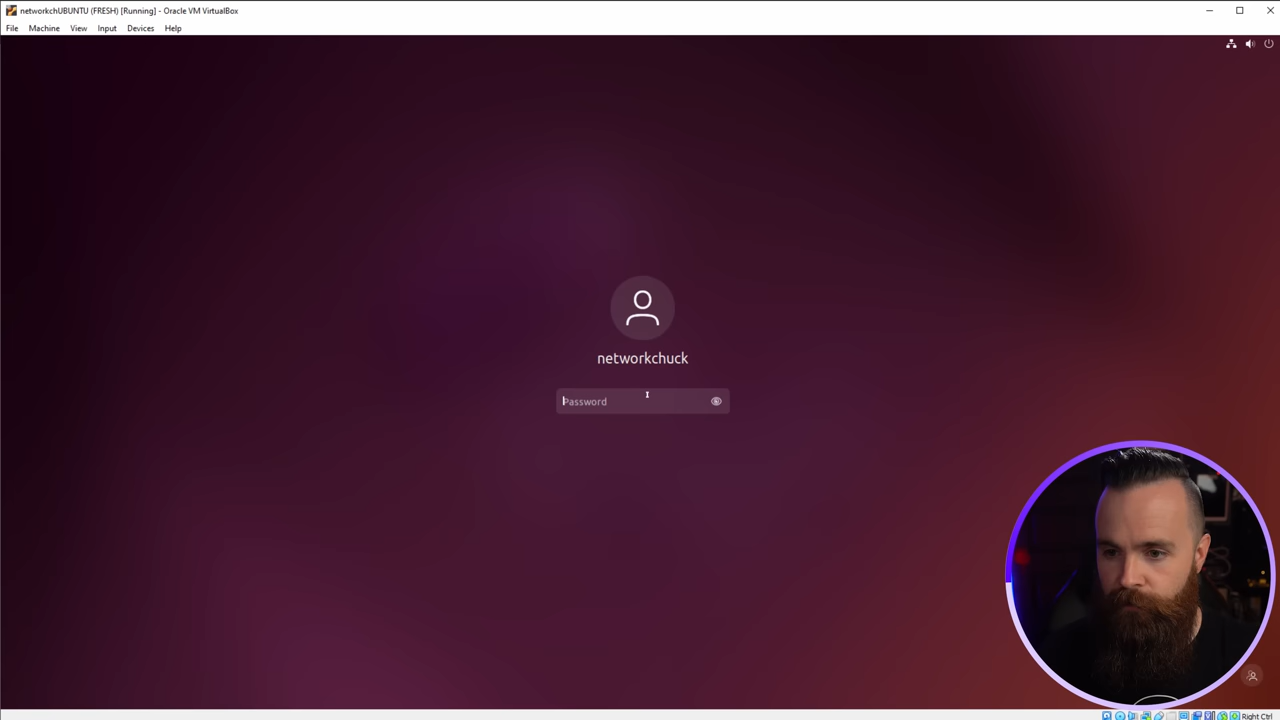 networkchUBUNTU (FRESH) [Running] - Oracle VM VirtualBox
File Machine View Input Devices Help
networkchuck
Password
Right Ctrl